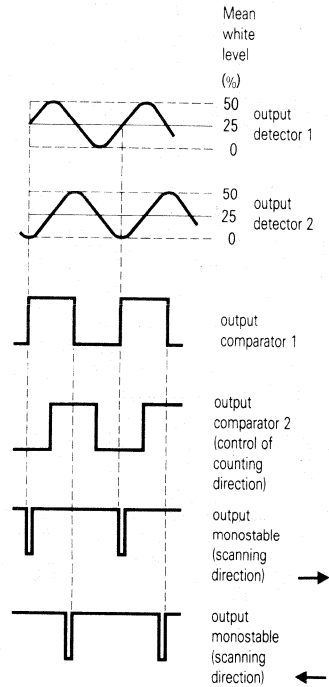 Mean
white
level
(%)
50
25
0
output
detector 1
50
25
0
output
detector 2
output
comparator 1
output
comparator 2
(control of
counting
direction)
output
monostable
(scanning
direction)
output
monostable
(scanning
direction)